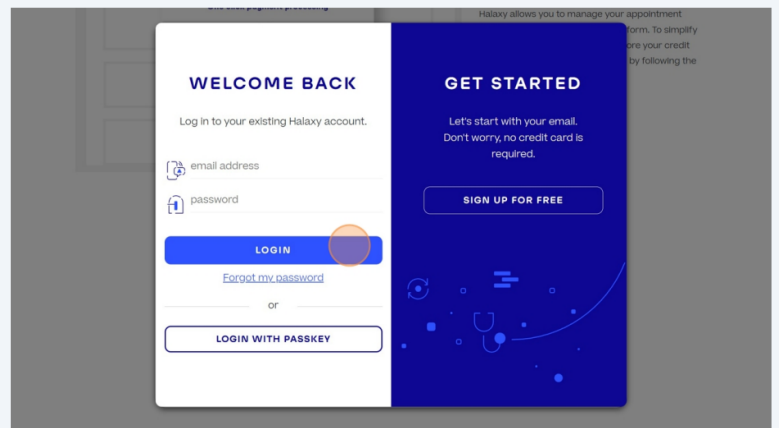 One click payment processing
Halaxy allows you to manage your appointment
form. To simplify
ore your credit
by following the
WELCOME BACK
Log in to your existing Halaxy account.
email address
password
LOGIN
Forgot my password
or
LOGIN WITH PASSKEY
GET STARTED
Let's start with your email.
Don't worry, no credit card is
required.
SIGN UP FOR FREE